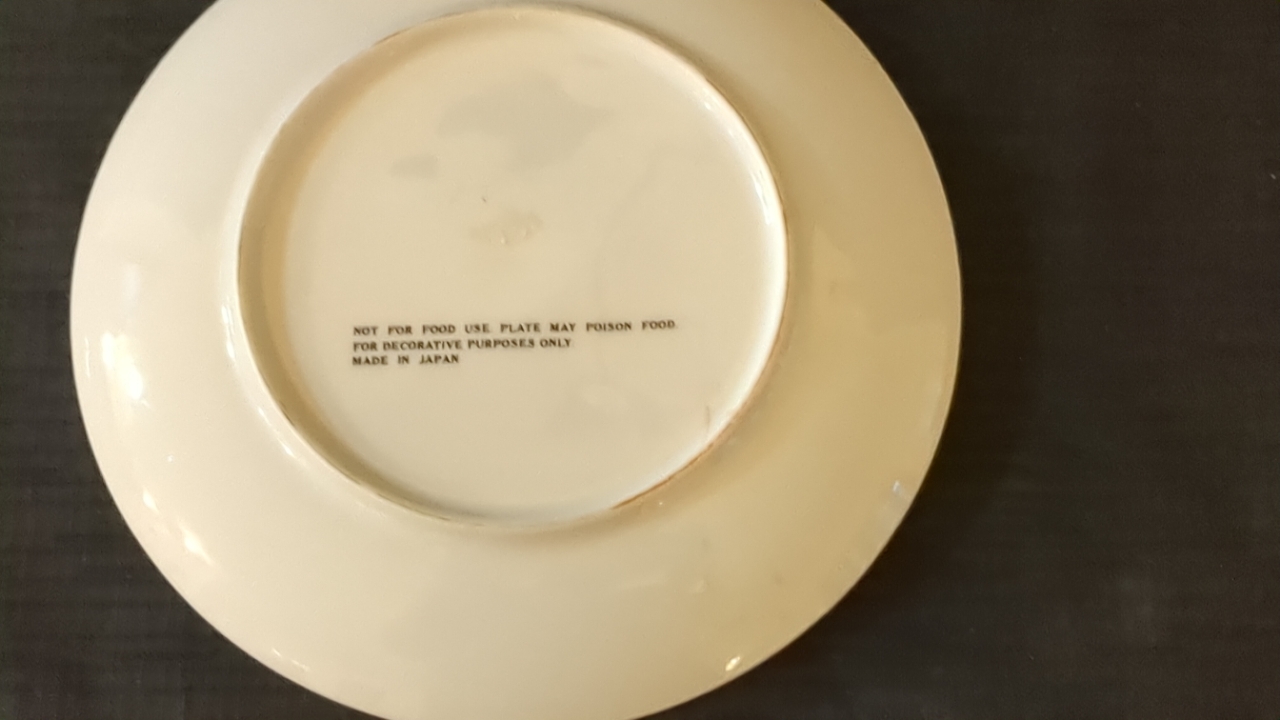 NOT FOR FOOD USE. PLATE MAY POISON FOOD.
FOR DECORATIVE PURPOSES ONLY
MADE IN JAPAN